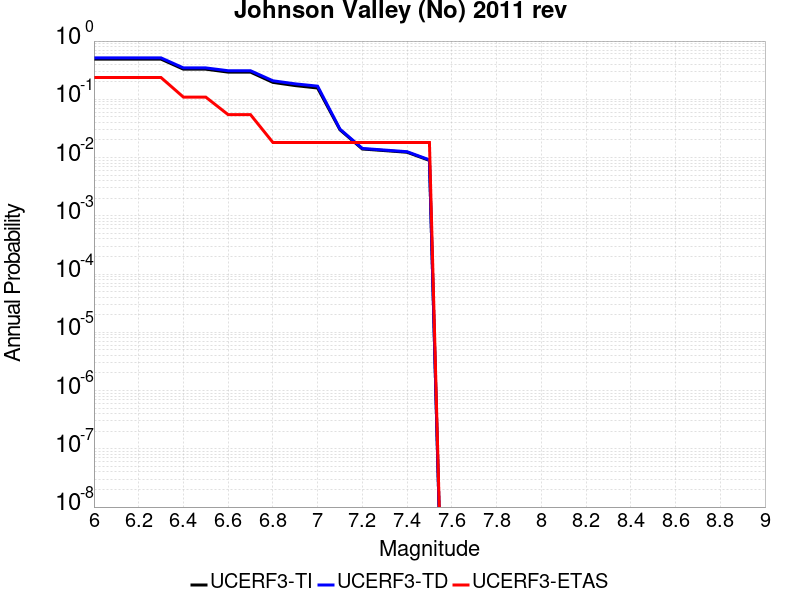 Johnson Valley (No) 2011 rev
10^0
10^-1
10^-2
10^-3
10^-4
10^-5
10^-6
10^-7
10^-8
Annual Probability
6 6.2 6.4 6.6 6.8 7 7.2 7.4 7.6 7.8 8 8.2 8.4 8.6 8.8 9
Magnitude
UCERF3-TI UCERF3-TD UCERF3-ETAS